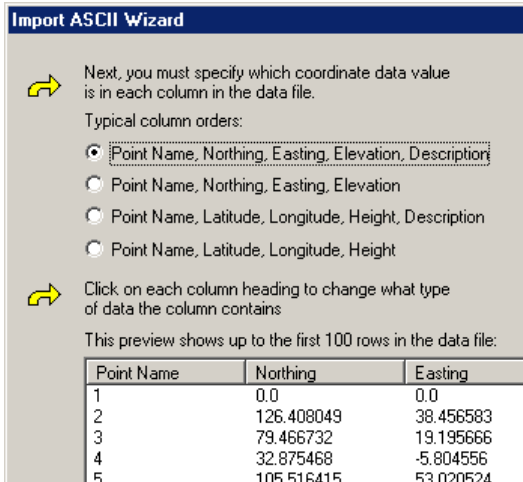 Import ASCII Wizard
Next, you must specify which coordinate data value
is in each column in the data file.
Typical column orders:
Point Name, Northing, Easting, Elevation, Description
Point Name, Northing, Easting, Elevation
Point Name, Latitude, Longitude, Height, Description
Point Name, Latitude, Longitude, Height
Click on each column heading to change what type
of data the column contains
This preview shows up to the first 100 rows in the data file:
Point Name Northing Easting
1 0.0 0.0
2 126.408049 38.456583
3 79.466732 19.195666
4 32.875468 -5.804556
5 105.516415 53.020524